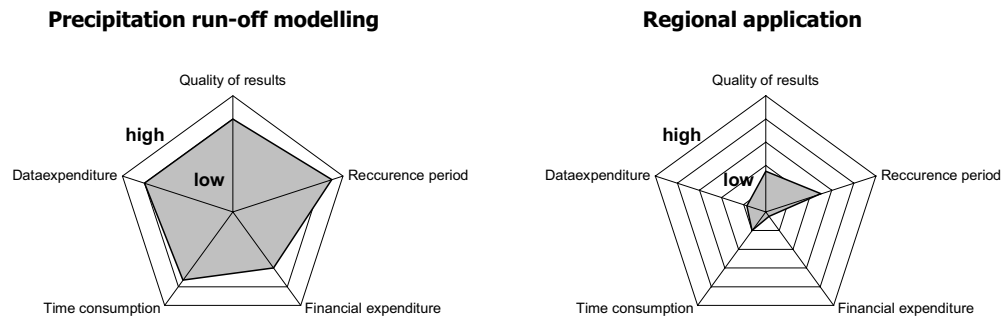 Precipitation run-off modelling
Quality of results
high
low
Dataexpenditure
Reccurence period
Time consumption
Financial expenditure
Regional application
Quality of results
high
low
Dataexpenditure
Reccurence period
Time consumption
Financial expenditure